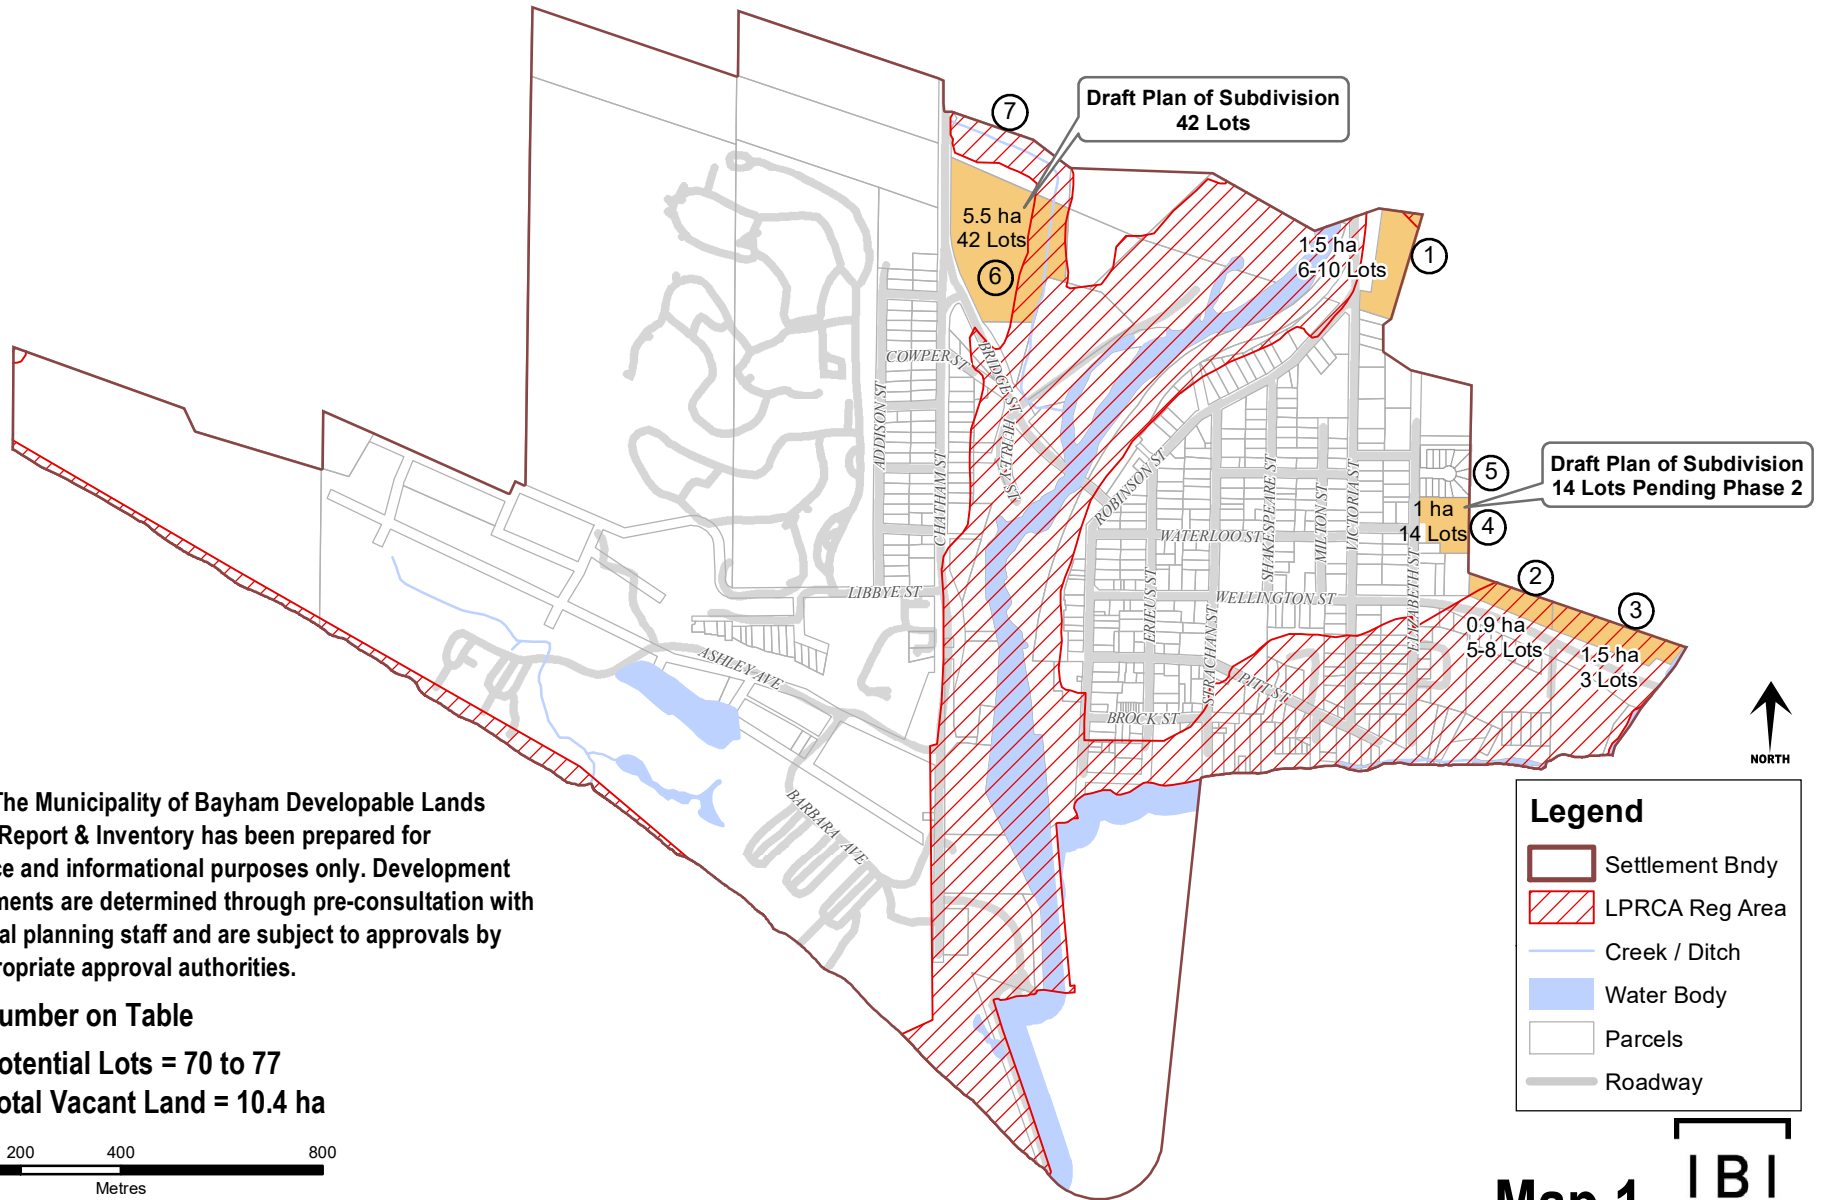 Draft Plan of Subdivision
42 Lots
7
5.5 ha
42 Lots
6
1.5 ha
6-10 Lots
1
COWPER ST
BRIDGE ST
HURLEY ST
ADDISON ST
CHATHAM ST
ROBINSON ST
SHAKESPEARE ST
MILTON ST
VICTORIA ST
5
Draft Plan of Subdivision
14 Lots Pending Phase 2
1 ha
14 Lots
4
WATERLOO ST
ELIZABETH ST
2
LIBBYE ST
ERIEUS ST
WELLINGTON ST
STRACHAN ST
3
0.9 ha
5-8 Lots
1.5 ha
3 Lots
ASHLEY AVE
PITT ST
BROCK ST
BARBARA AVE
NORTH
The Municipality of Bayham Developable Lands
Report & Inventory has been prepared for
ce and informational purposes only. Development
ments are determined through pre-consultation with
al planning staff and are subject to approvals by
ropriate approval authorities.
umber on Table
otential Lots = 70 to 77
otal Vacant Land = 10.4 ha
200 400 800
Metres
Legend
Settlement Bndy
LPRCA Reg Area
Creek / Ditch
Water Body
Parcels
Roadway
Map 1
IBI